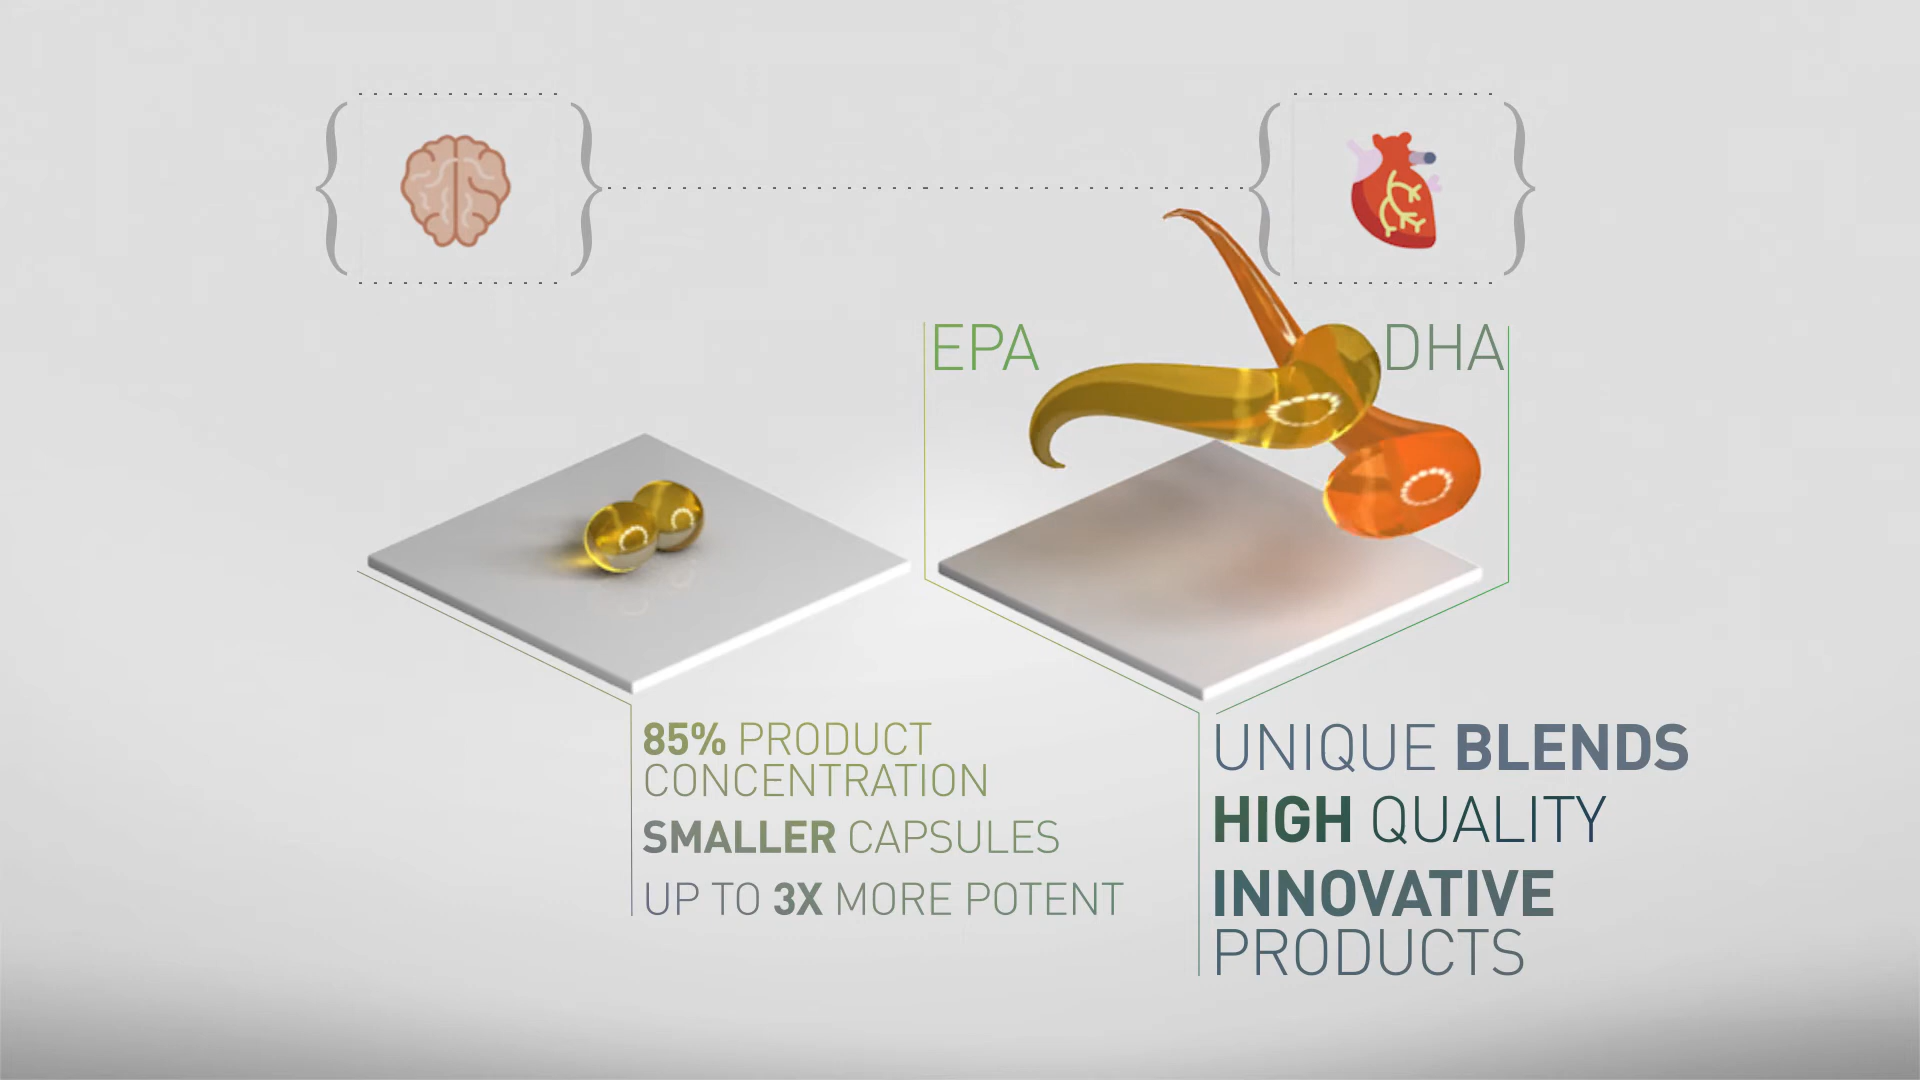 EPA
DHA
85% PRODUCT
CONCENTRATION
SMALLER CAPSULES
UP TO 3X MORE POTENT
UNIQUE BLENDS
HIGH QUALITY
INNOVATIVE
PRODUCTS